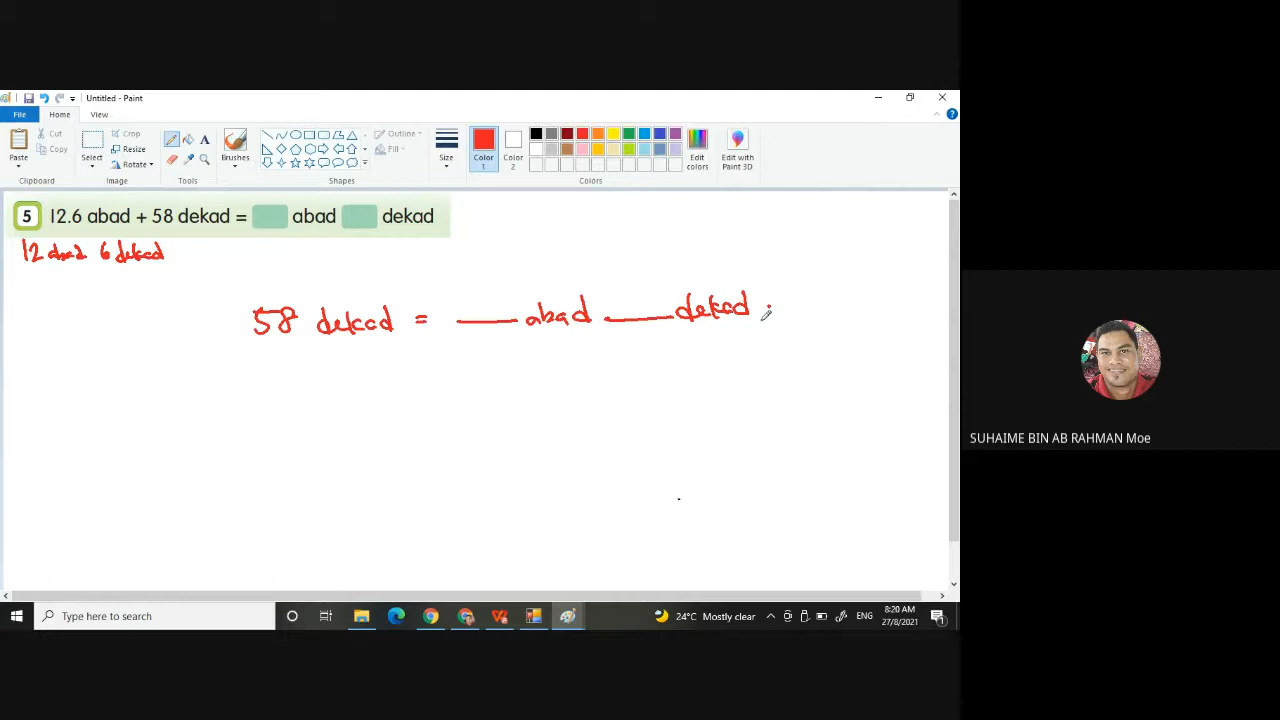 Untitled - Paint
File Home View
Paste Cut Copy Clipboard
Select Crop Resize Rotate Image
Tools
Brushes
Outline Fill Shapes
Size
Color 1 Color 2 Edit colors Colors
Edit with Paint 3D
5 12.6 abad + 58 dekad = abad dekad
12 abad 6 dekad
58 dekad = ___ abad ___ dekad
SUHAIME BIN AB RAHMAN Moe
Type here to search
24°C Mostly clear
ENG
8:20 AM
27/8/2021
1